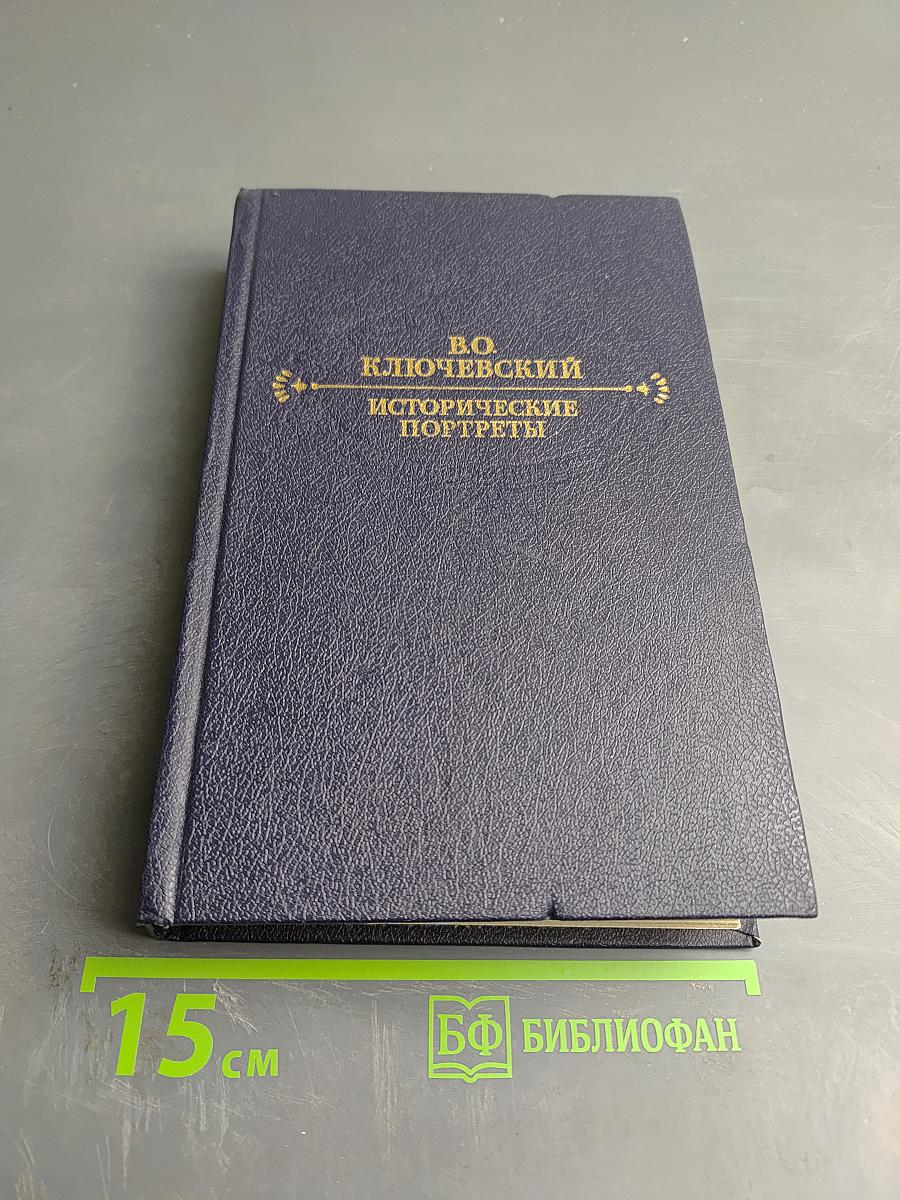 В.О.
КЛЮЧЕВСКИЙ
ИСТОРИЧЕСКИЕ
ПОРТРЕТЫ
15 см
БФ БИБЛИОФАН